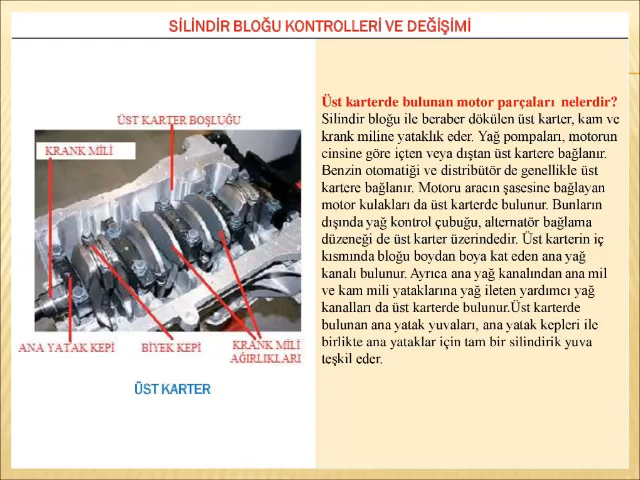 SİLİNDİR BLOĞU KONTROLLERİ VE DEĞİŞİMİ
ÜST KARTER BOŞLUĞU
KRANK MİLİ
ANA YATAK KEPİ
BİYEK KEPİ
KRANK MİLİ
AĞIRLIKLARI
ÜST KARTER
Üst karterde bulunan motor parçaları nelerdir?
Silindir bloğu ile beraber dökülen üst karter, kam ve
krank miline yataklık eder. Yağ pompaları, motorun
cinsine göre içten veya dıştan üst kartere bağlanır.
Benzin otomatiği ve distribütör de genellikle üst
kartere bağlanır. Motoru aracın şasesine bağlayan
motor kulakları da üst karterde bulunur. Bunların
dışında yağ kontrol çubuğu, alternatör bağlama
düzeneği de üst karter üzerindedir. Üst karterin iç
kısmında bloğu boydan boya kat eden ana yağ
kanalı bulunur. Ayrıca ana yağ kanalından ana mil
ve kam mili yataklarına yağ ileten yardımcı yağ
kanalları da üst karterde bulunur.Üst karterde
bulunan ana yatak yuvaları, ana yatak kepleri ile
birlikte ana yataklar için tam bir silindirik yuva
teşkil eder.